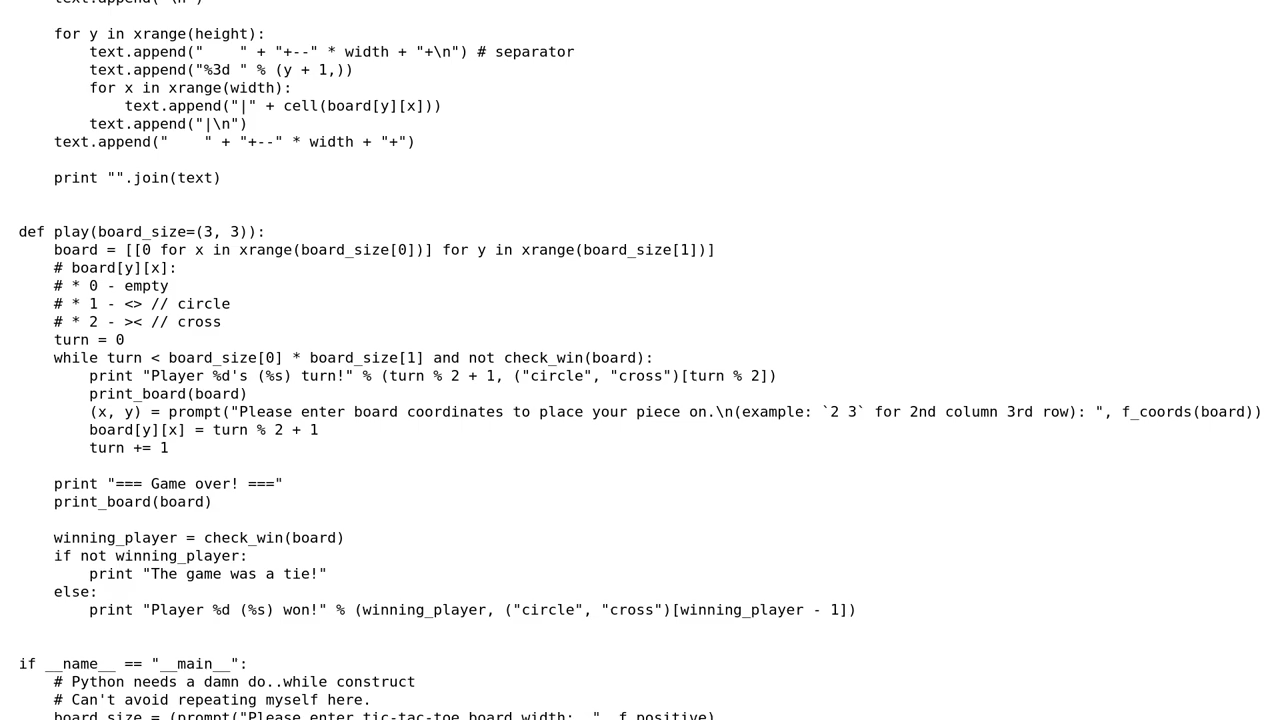 text.append("\n")

    for y in xrange(height):
        text.append("    " + "+--" * width + "+\n") # separator
        text.append("%3d " % (y + 1,))
        for x in xrange(width):
            text.append("|" + cell(board[y][x]))
        text.append("|\n")
    text.append("    " + "+--" * width + "+")

    print "".join(text)


def play(board_size=(3, 3)):
    board = [[0 for x in xrange(board_size[0])] for y in xrange(board_size[1])]
    # board[y][x]:
    # * 0 - empty
    # * 1 - <> // circle
    # * 2 - >< // cross
    turn = 0
    while turn < board_size[0] * board_size[1] and not check_win(board):
        print "Player %d's (%s) turn!" % (turn % 2 + 1, ("circle", "cross")[turn % 2])
        print_board(board)
        (x, y) = prompt("Please enter board coordinates to place your piece on.\n(example: `2 3` for 2nd column 3rd row): ", f_coords(board))
        board[y][x] = turn % 2 + 1
        turn += 1

    print "=== Game over! ==="
    print_board(board)

    winning_player = check_win(board)
    if not winning_player:
        print "The game was a tie!"
    else:
        print "Player %d (%s) won!" % (winning_player, ("circle", "cross")[winning_player - 1])


if __name__ == "__main__":
    # Python needs a damn do..while construct
    # Can't avoid repeating myself here.
    board_size = (prompt("Please enter tic-tac-toe board width:  ", f_positive),